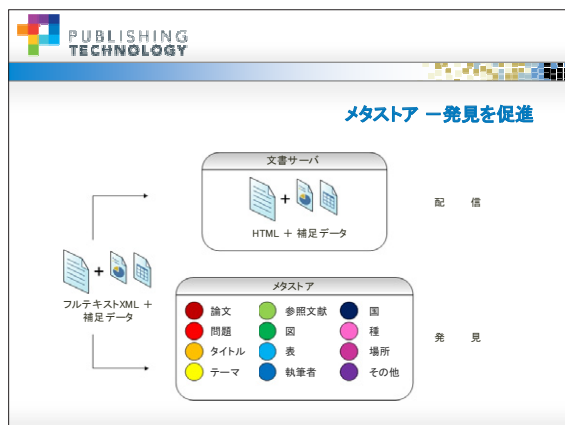 PUBLISHING
TECHNOLOGY
メタストア －発見を促進
文書サーバ
HTML ＋ 補足データ
配 信
フルテキストXML ＋
補足データ
メタストア
論文 参照文献 国
問題 図 種
タイトル 表 場所
テーマ 執筆者 その他
発 見